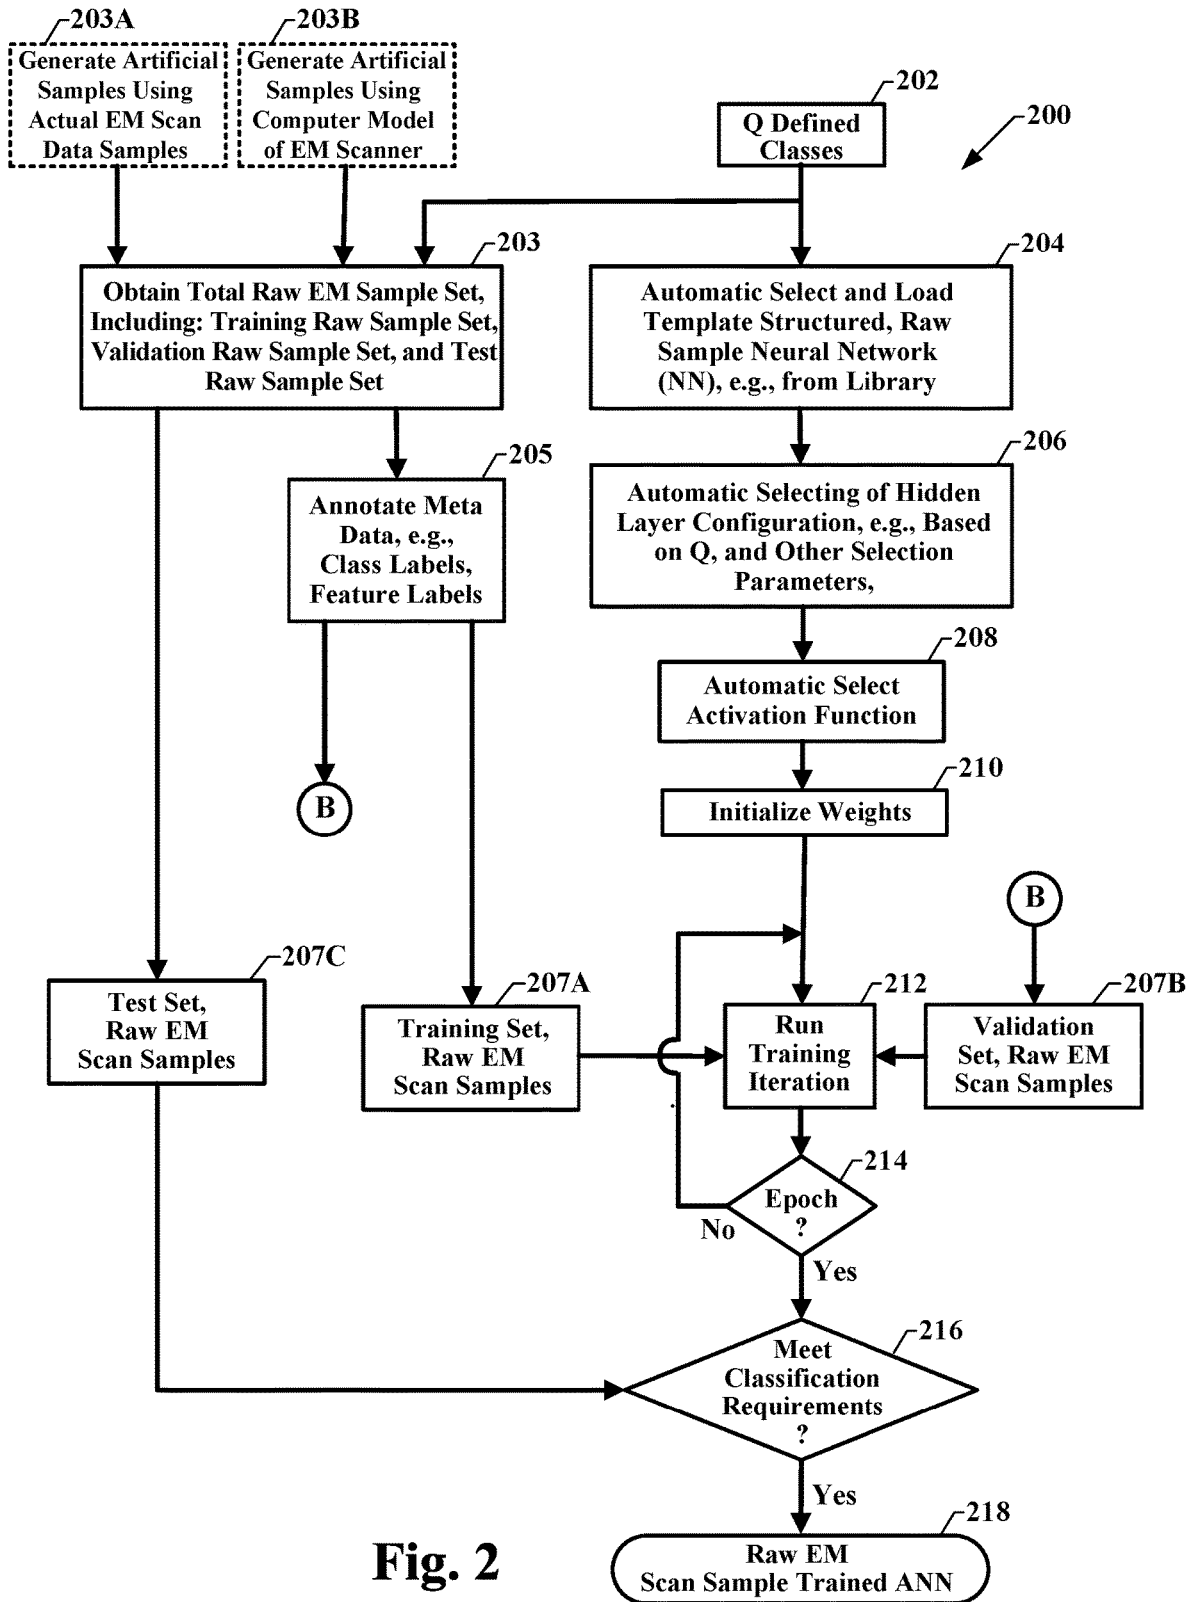 203A
203B
Generate Artificial
Samples Using
Actual EM Scan
Data Samples
Generate Artificial
Samples Using
Computer Model
of EM Scanner
202
Q Defined
Classes
200
203
Obtain Total Raw EM Sample Set,
Including: Training Raw Sample Set,
Validation Raw Sample Set, and Test
Raw Sample Set
204
Automatic Select and Load
Template Structured, Raw
Sample Neural Network
(NN), e.g., from Library
205
Annotate Meta
Data, e.g.,
Class Labels,
Feature Labels
206
Automatic Selecting of Hidden
Layer Configuration, e.g., Based
on Q, and Other Selection
Parameters,
208
Automatic Select
Activation Function
210
Initialize Weights
B
B
207C
Test Set,
Raw EM
Scan Samples
207A
Training Set,
Raw EM
Scan Samples
212
Run
Training
Iteration
207B
Validation
Set, Raw EM
Scan Samples
214
Epoch
?
No
Yes
216
Meet
Classification
Requirements
?
Yes
218
Raw EM
Scan Sample Trained ANN
Fig. 2